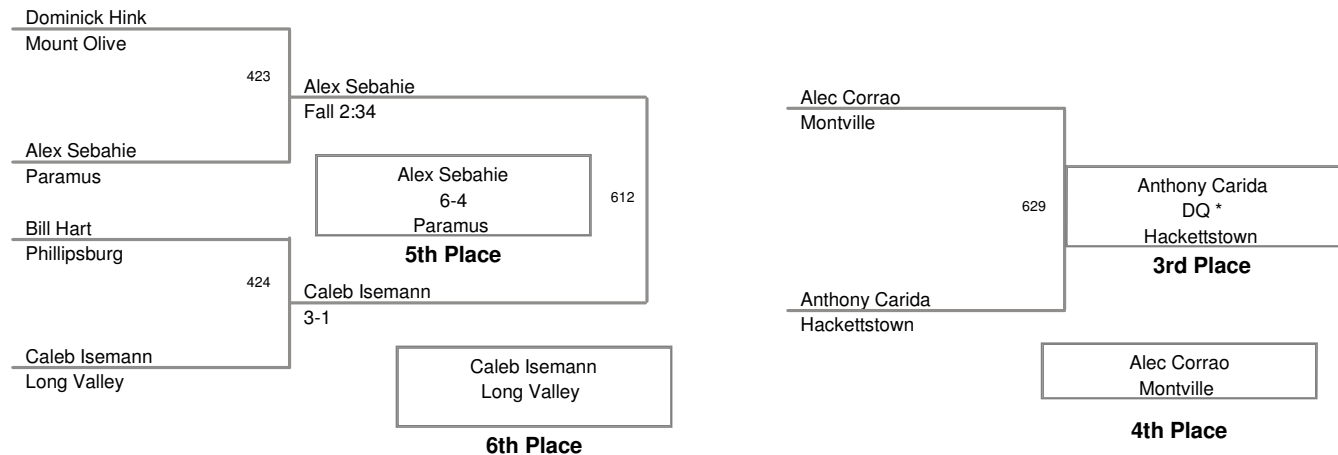 Dominick Hink
Mount Olive
423
Alex Sebahie
Fall 2:34
Alex Sebahie
Paramus
Alex Sebahie
6-4
Paramus
5th Place
612
Bill Hart
Phillipsburg
424
Caleb Isemann
3-1
Caleb Isemann
Long Valley
Caleb Isemann
Long Valley
6th Place
Alec Corrao
Montville
629
Anthony Carida
DQ *
Hackettstown
3rd Place
Anthony Carida
Hackettstown
Alec Corrao
Montville
4th Place